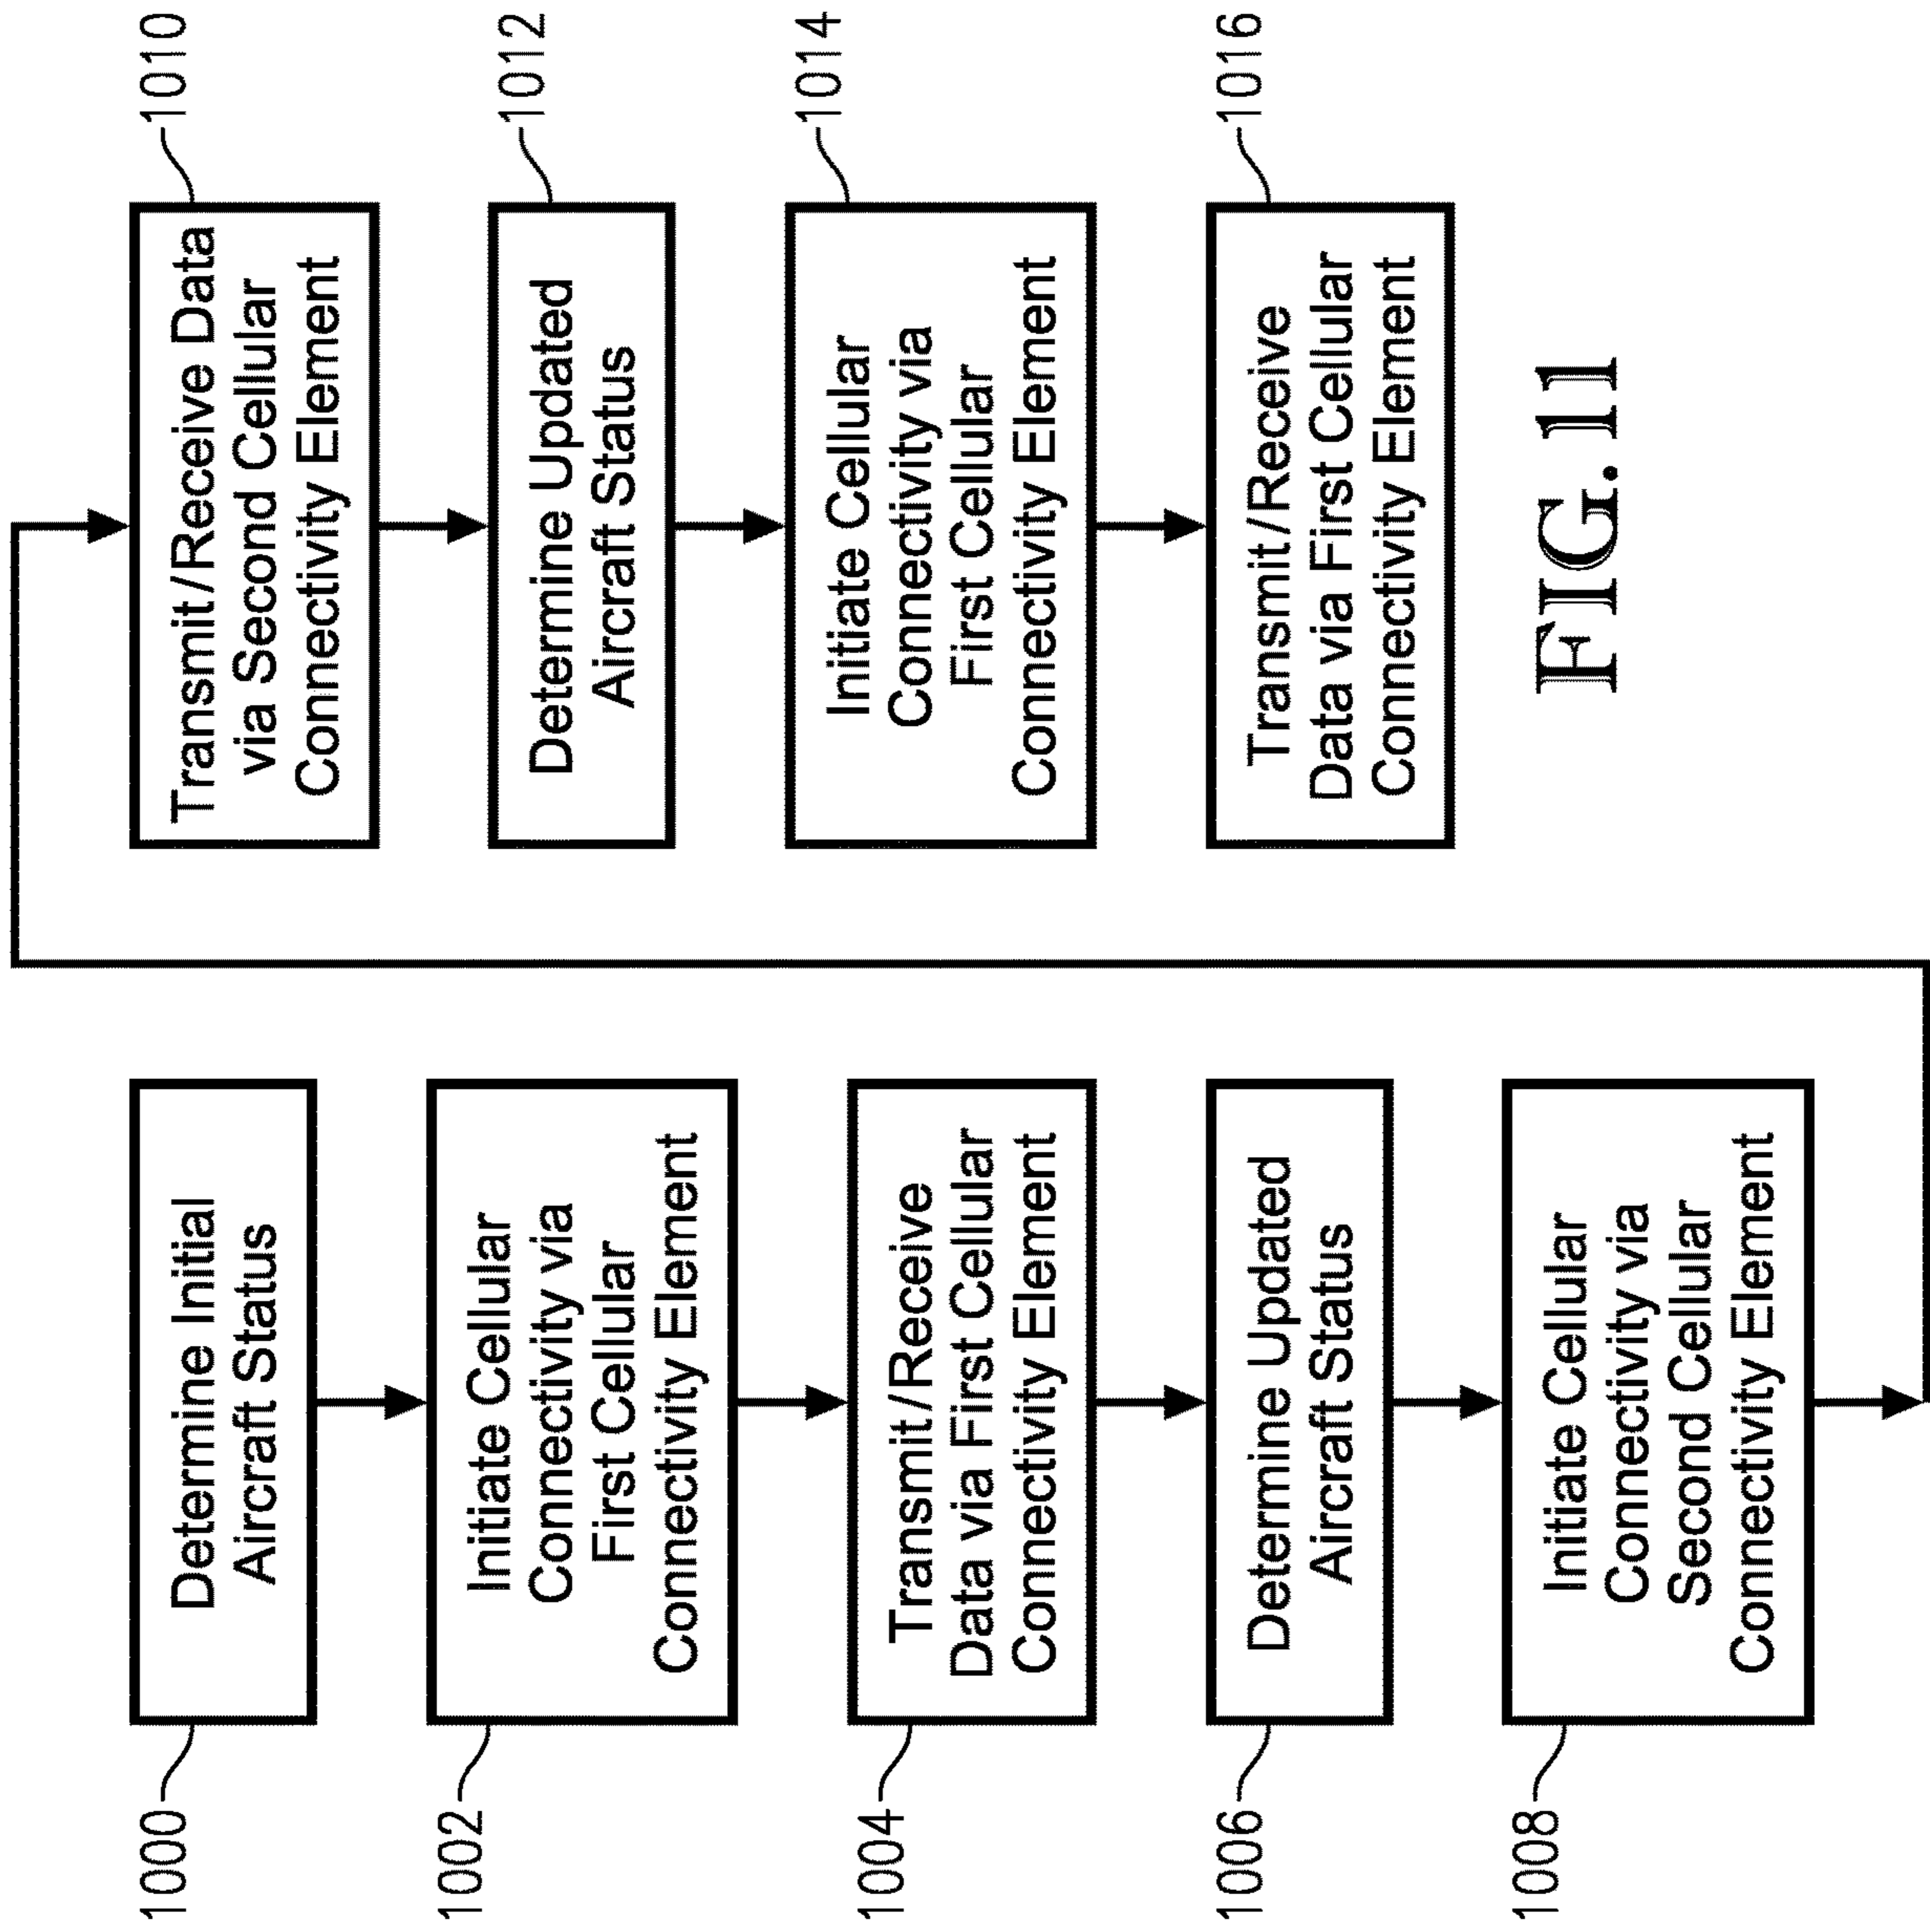 1000
Determine Initial
Aircraft Status
1002
Initiate Cellular
Connectivity via
First Cellular
Connectivity Element
1004
Transmit/Receive
Data via First Cellular
Connectivity Element
1006
Determine Updated
Aircraft Status
1008
Initiate Cellular
Connectivity via
Second Cellular
Connectivity Element
1010
Transmit/Receive Data
via Second Cellular
Connectivity Element
1012
Determine Updated
Aircraft Status
1014
Initiate Cellular
Connectivity via
First Cellular
Connectivity Element
1016
Transmit/Receive
Data via First Cellular
Connectivity Element
FIG. 11